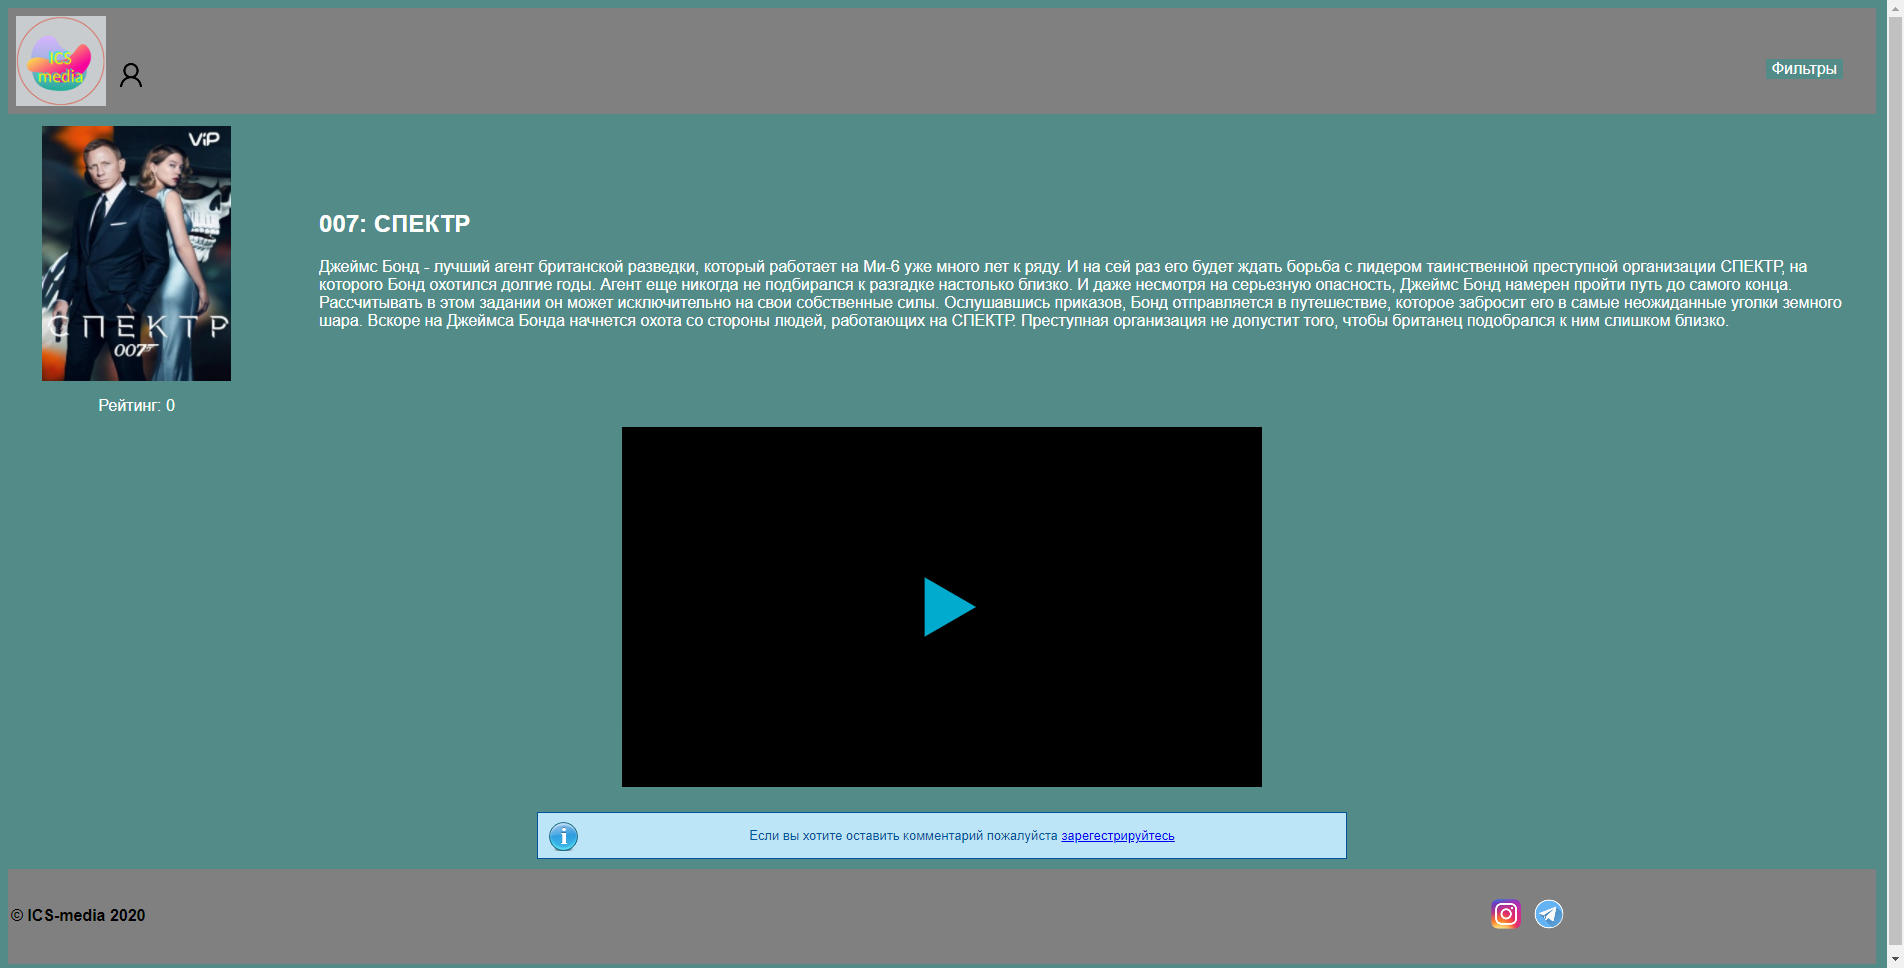 ICS
media
Фильтры
ViP
СПЕКТР
007
Рейтинг: 0
007: СПЕКТР
Джеймс Бонд - лучший агент британской разведки, который работает на Ми-6 уже много лет к ряду. И на сей раз его будет ждать борьба с лидером таинственной преступной организации СПЕКТР, на
которого Бонд охотился долгие годы. Агент еще никогда не подбирался к разгадке настолько близко. И даже несмотря на серьезную опасность, Джеймс Бонд намерен пройти путь до самого конца.
Рассчитывать в этом задании он может исключительно на свои собственные силы. Ослушавшись приказов, Бонд отправляется в путешествие, которое забросит его в самые неожиданные уголки земного
шара. Вскоре на Джеймса Бонда начнется охота со стороны людей, работающих на СПЕКТР. Преступная организация не допустит того, чтобы британец подобрался к ним слишком близко.
Если вы хотите оставить комментарий пожалуйста зарегестрируйтесь
© ICS-media 2020